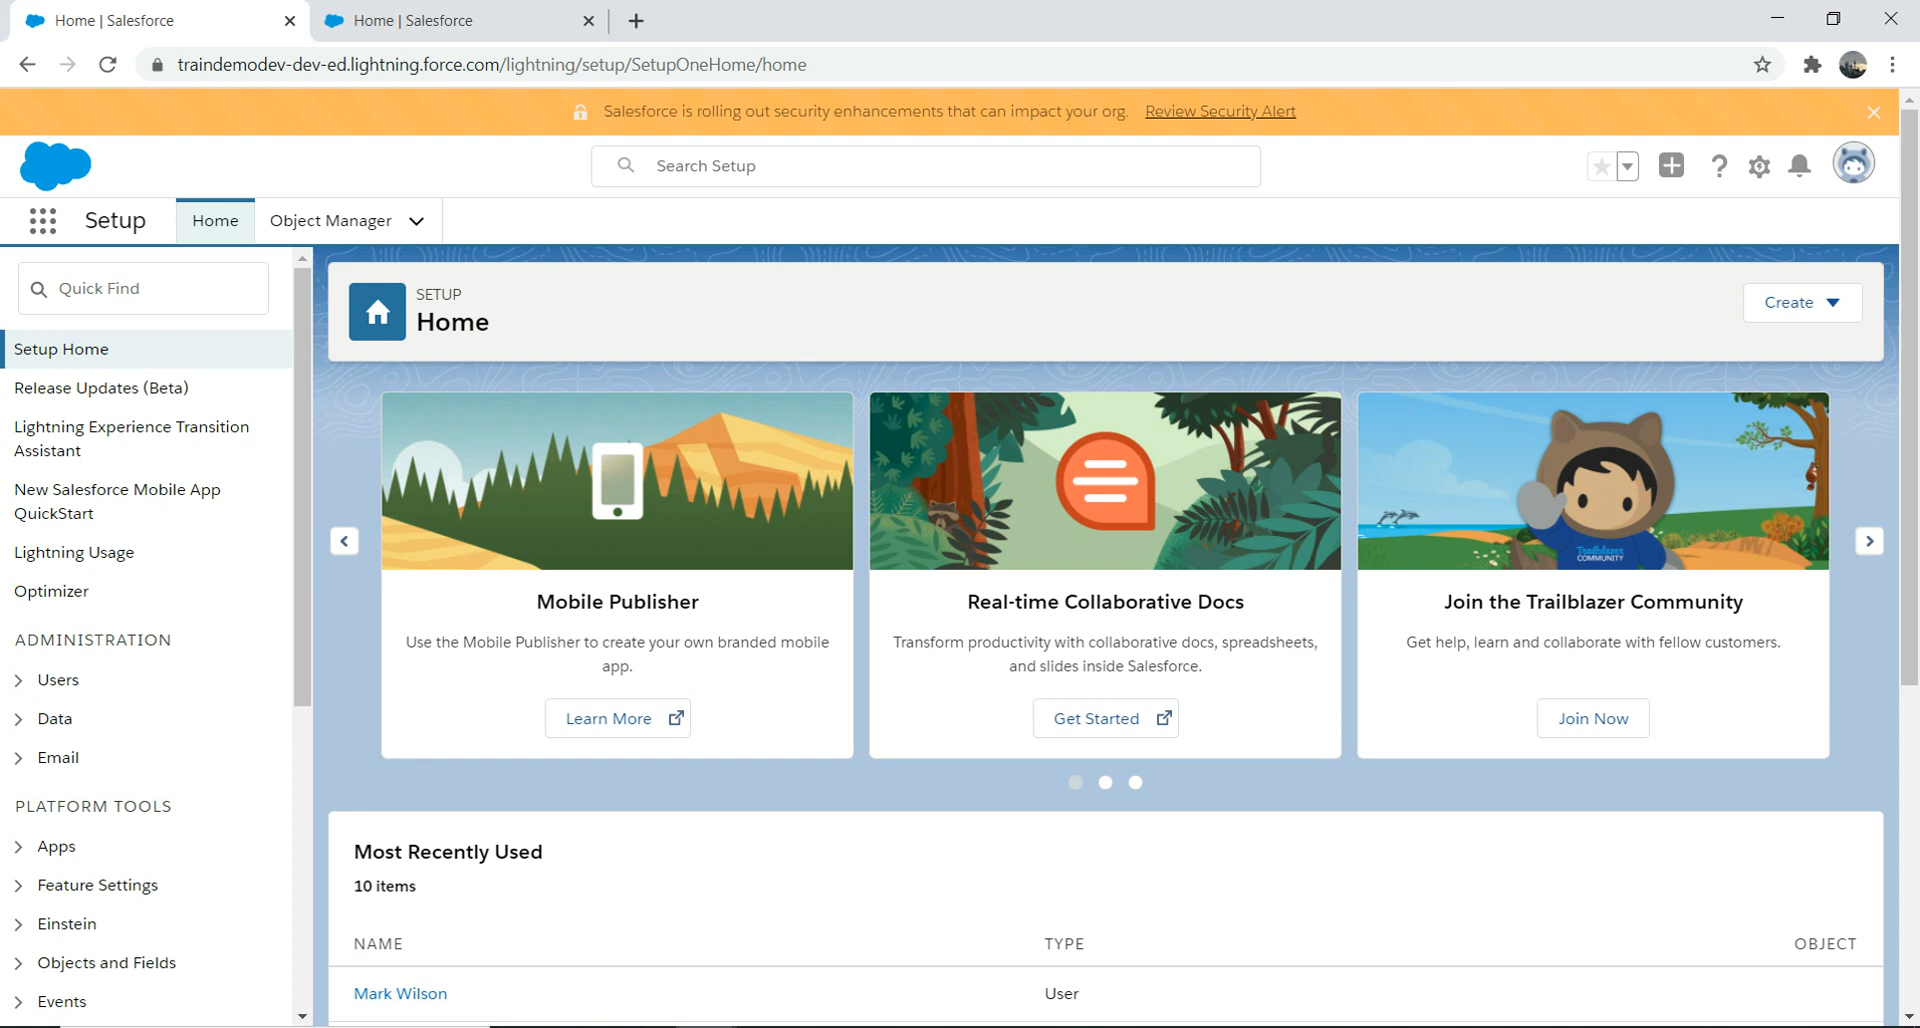 Home | Salesforce
Home | Salesforce
traindemodev-dev-ed.lightning.force.com/lightning/setup/SetupOneHome/home
Salesforce is rolling out security enhancements that can impact your org. Review Security Alert
Search Setup
Setup
Home
Object Manager
Quick Find
Setup Home
Release Updates (Beta)
Lightning Experience Transition
Assistant
New Salesforce Mobile App
QuickStart
Lightning Usage
Optimizer
ADMINISTRATION
Users
Data
Email
PLATFORM TOOLS
Apps
Feature Settings
Einstein
Objects and Fields
Events
SETUP
Home
Create
Mobile Publisher
Use the Mobile Publisher to create your own branded mobile
app.
Learn More
Real-time Collaborative Docs
Transform productivity with collaborative docs, spreadsheets,
and slides inside Salesforce.
Get Started
Trailblazer
COMMUNITY
Join the Trailblazer Community
Get help, learn and collaborate with fellow customers.
Join Now
Most Recently Used
10 items
NAME TYPE OBJECT
Mark Wilson User